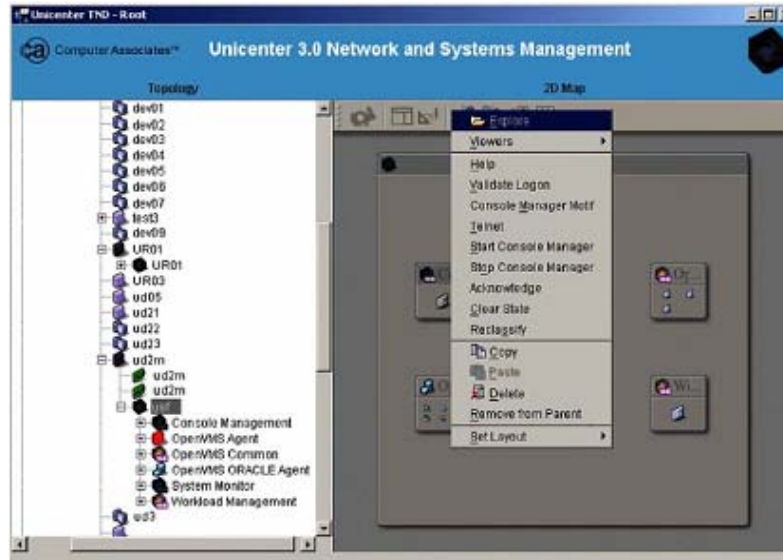 Unicenter TND - Root
ca Computer Associates™
Unicenter 3.0 Network and Systems Management
Topology
2D Map
dev01
dev02
dev03
dev04
dev05
dev06
dev07
test3
dev09
UR01
UR01
UR03
ud05
ud21
ud22
ud23
ud2m
ud2m
ud2m
Console Management
OpenVMS Agent
OpenVMS Common
OpenVMS ORACLE Agent
System Monitor
Workload Management
ud3
Explore
Viewers
Help
Validate Logon
Console Manager Motif
Telnet
Start Console Manager
Stop Console Manager
Acknowledge
Clear State
Reclassify
Copy
Paste
Delete
Remove from Parent
Set Layout
Wi...